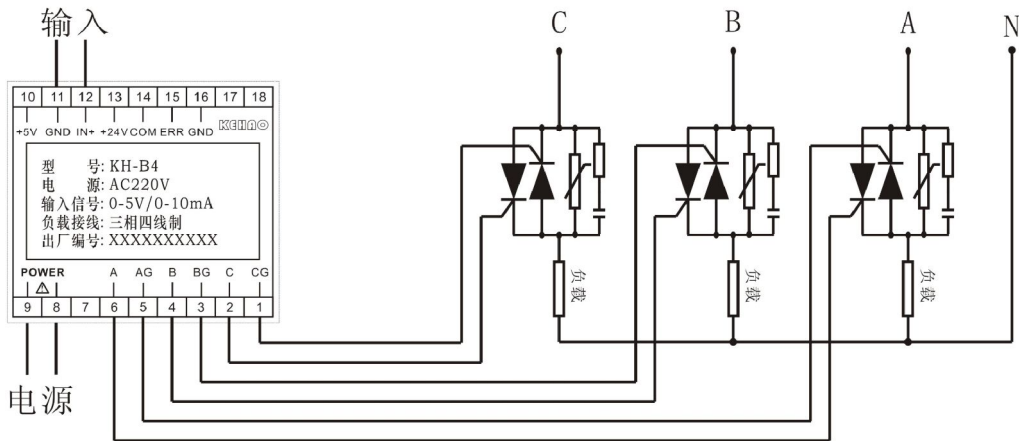 输入
C B A N
10 11 12 13 14 15 16 17 18
+5V GND IN+ +24V COM ERR GND KEHNO
型 号: KH-B4
电 源: AC220V
输入信号: 0-5V/0-10mA
负载接线: 三相四线制
出厂编号: XXXXXXXXXX
POWER A AG B BG C CG
9 8 7 6 5 4 3 2 1
负载 负载 负载
电源